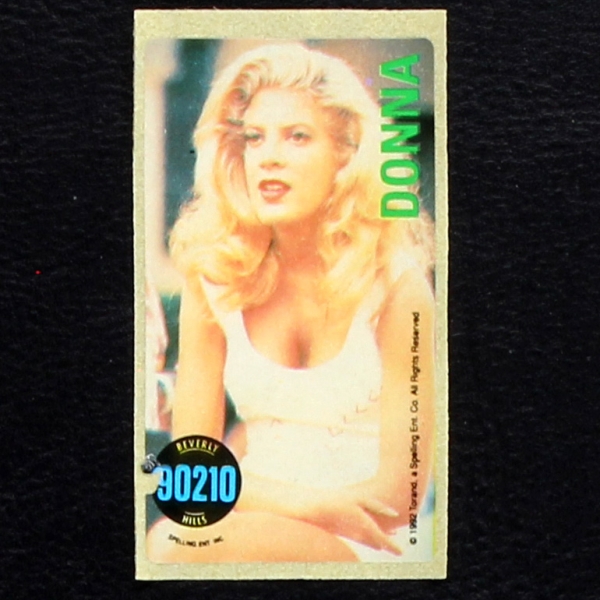 DONNA
© 1992 Torand, a Spelling Ent. Co. All Rights Reserved
BEVERLY
90210
HILLS
SPELLING ENT. INC.